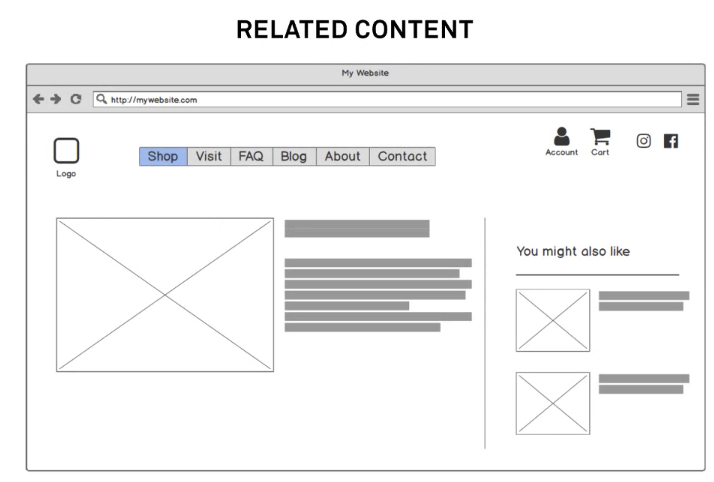 RELATED CONTENT
My Website
http://mywebsite.com
Logo
Shop Visit FAQ Blog About Contact
Account Cart
You might also like